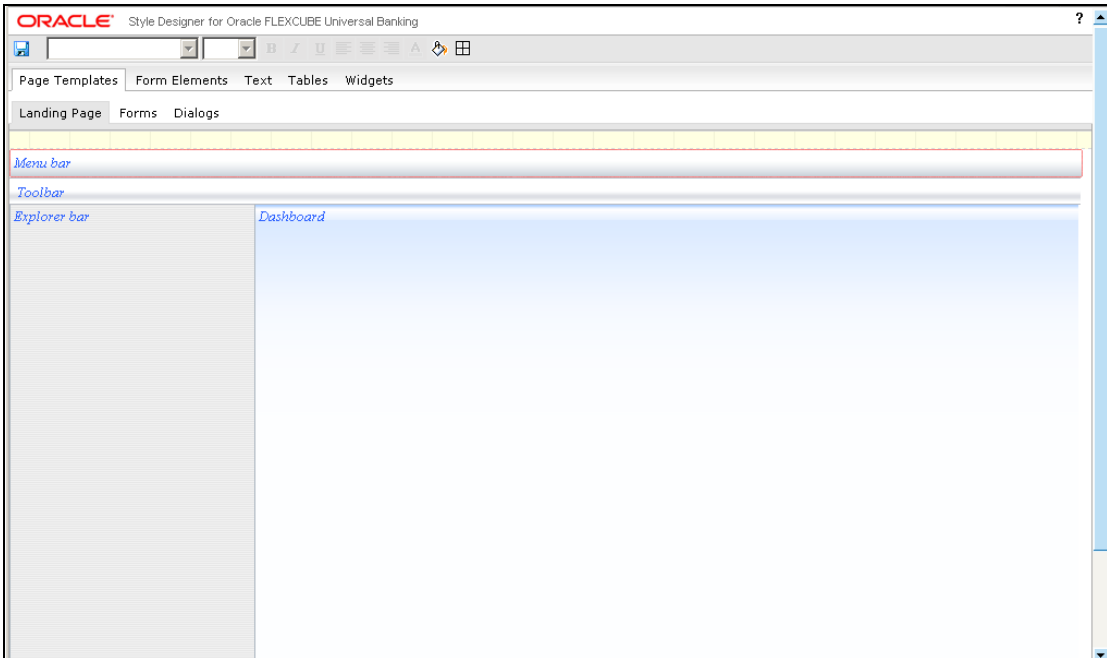 ORACLE® Style Designer for Oracle FLEXCUBE Universal Banking ?
B I U A
Page Templates Form Elements Text Tables Widgets
Landing Page Forms Dialogs
Menu bar
Toolbar
Explorer bar Dashboard